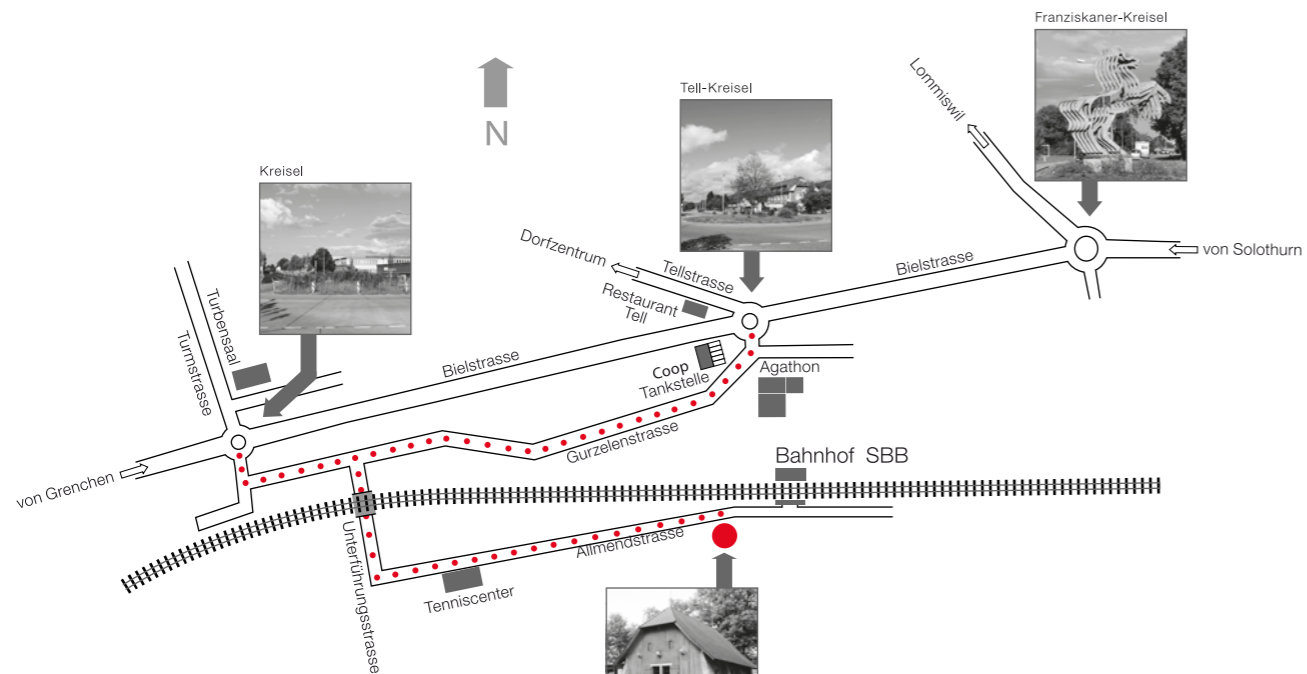 Franziskaner-Kreisel
Lommiswil
Tell-Kreisel
N
Kreisel
von Solothurn
Bielstrasse
Dorfzentrum
Tellstrasse
Restaurant
Tell
Turbensaal
Turmstrasse
Bielstrasse
Coop
Tankstelle
Agathon
Gurzelenstrasse
Bahnhof SBB
von Grenchen
Unterführungsstrasse
Allmendstrasse
Tenniscenter